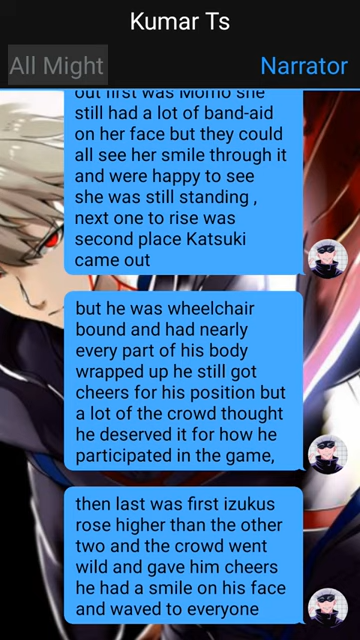 Kumar Ts
All Might
Narrator
out first was Momo she
still had a lot of band-aid
on her face but they could
all see her smile through it
and were happy to see
she was still standing ,
next one to rise was
second place Katsuki
came out
but he was wheelchair
bound and had nearly
every part of his body
wrapped up he still got
cheers for his position but
a lot of the crowd thought
he deserved it for how he
participated in the game,
then last was first izukus
rose higher than the other
two and the crowd went
wild and gave him cheers
he had a smile on his face
and waved to everyone